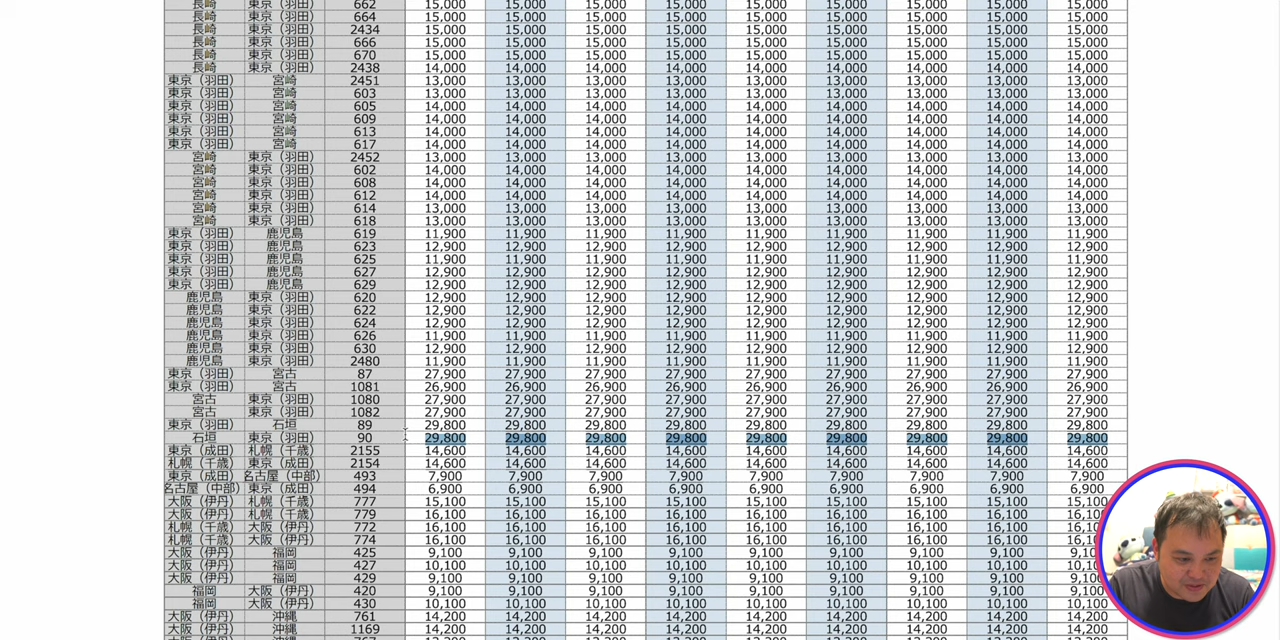 長崎 東京（羽田） 662 15,000 15,000 15,000 15,000 15,000 15,000 15,000 15,000 15,000
長崎 東京（羽田） 664 15,000 15,000 15,000 15,000 15,000 15,000 15,000 15,000 15,000
長崎 東京（羽田） 2434 15,000 15,000 15,000 15,000 15,000 15,000 15,000 15,000 15,000
長崎 東京（羽田） 666 15,000 15,000 15,000 15,000 15,000 15,000 15,000 15,000 15,000
長崎 東京（羽田） 670 15,000 15,000 15,000 15,000 15,000 15,000 15,000 15,000 15,000
長崎 東京（羽田） 2438 14,000 14,000 14,000 14,000 14,000 14,000 14,000 14,000 14,000
東京（羽田） 宮崎 2451 13,000 13,000 13,000 13,000 13,000 13,000 13,000 13,000 13,000
東京（羽田） 宮崎 603 13,000 13,000 13,000 13,000 13,000 13,000 13,000 13,000 13,000
東京（羽田） 宮崎 605 14,000 14,000 14,000 14,000 14,000 14,000 14,000 14,000 14,000
東京（羽田） 宮崎 609 14,000 14,000 14,000 14,000 14,000 14,000 14,000 14,000 14,000
東京（羽田） 宮崎 613 14,000 14,000 14,000 14,000 14,000 14,000 14,000 14,000 14,000
東京（羽田） 宮崎 617 14,000 14,000 14,000 14,000 14,000 14,000 14,000 14,000 14,000
宮崎 東京（羽田） 2452 13,000 13,000 13,000 13,000 13,000 13,000 13,000 13,000 13,000
宮崎 東京（羽田） 602 14,000 14,000 14,000 14,000 14,000 14,000 14,000 14,000 14,000
宮崎 東京（羽田） 608 14,000 14,000 14,000 14,000 14,000 14,000 14,000 14,000 14,000
宮崎 東京（羽田） 612 14,000 14,000 14,000 14,000 14,000 14,000 14,000 14,000 14,000
宮崎 東京（羽田） 614 13,000 13,000 13,000 13,000 13,000 13,000 13,000 13,000 13,000
宮崎 東京（羽田） 618 13,000 13,000 13,000 13,000 13,000 13,000 13,000 13,000 13,000
東京（羽田） 鹿児島 619 11,900 11,900 11,900 11,900 11,900 11,900 11,900 11,900 11,900
東京（羽田） 鹿児島 623 12,900 12,900 12,900 12,900 12,900 12,900 12,900 12,900 12,900
東京（羽田） 鹿児島 625 11,900 11,900 11,900 11,900 11,900 11,900 11,900 11,900 11,900
東京（羽田） 鹿児島 627 12,900 12,900 12,900 12,900 12,900 12,900 12,900 12,900 12,900
東京（羽田） 鹿児島 629 12,900 12,900 12,900 12,900 12,900 12,900 12,900 12,900 12,900
鹿児島 東京（羽田） 620 12,900 12,900 12,900 12,900 12,900 12,900 12,900 12,900 12,900
鹿児島 東京（羽田） 622 12,900 12,900 12,900 12,900 12,900 12,900 12,900 12,900 12,900
鹿児島 東京（羽田） 624 12,900 12,900 12,900 12,900 12,900 12,900 12,900 12,900 12,900
鹿児島 東京（羽田） 626 11,900 11,900 11,900 11,900 11,900 11,900 11,900 11,900 11,900
鹿児島 東京（羽田） 630 12,900 12,900 12,900 12,900 12,900 12,900 12,900 12,900 12,900
鹿児島 東京（羽田） 2480 11,900 11,900 11,900 11,900 11,900 11,900 11,900 11,900 11,900
東京（羽田） 宮古 87 27,900 27,900 27,900 27,900 27,900 27,900 27,900 27,900 27,900
東京（羽田） 宮古 1081 26,900 26,900 26,900 26,900 26,900 26,900 26,900 26,900 26,900
宮古 東京（羽田） 1080 27,900 27,900 27,900 27,900 27,900 27,900 27,900 27,900 27,900
宮古 東京（羽田） 1082 27,900 27,900 27,900 27,900 27,900 27,900 27,900 27,900 27,900
東京（羽田） 石垣 89 29,800 29,800 29,800 29,800 29,800 29,800 29,800 29,800 29,800
石垣 東京（羽田） 90 29,800 29,800 29,800 29,800 29,800 29,800 29,800 29,800 29,800
東京（成田） 札幌（千歳） 2155 14,600 14,600 14,600 14,600 14,600 14,600 14,600 14,600 14,600
札幌（千歳） 東京（成田） 2154 14,600 14,600 14,600 14,600 14,600 14,600 14,600 14,600 14,600
東京（成田） 名古屋（中部） 493 7,900 7,900 7,900 7,900 7,900 7,900 7,900 7,900 7,900
名古屋（中部） 東京（成田） 494 6,900 6,900 6,900 6,900 6,900 6,900 6,900 6,900 6,900
大阪（伊丹） 札幌（千歳） 777 15,100 15,100 15,100 15,100 15,100 15,100 15,100 15,100 15,100
大阪（伊丹） 札幌（千歳） 779 16,100 16,100 16,100 16,100 16,100 16,100 16,100 16,100 16,10
札幌（千歳） 大阪（伊丹） 772 16,100 16,100 16,100 16,100 16,100 16,100 16,100 16,100 16,10
札幌（千歳） 大阪（伊丹） 774 16,100 16,100 16,100 16,100 16,100 16,100 16,100 16,100 16,10
大阪（伊丹） 福岡 425 9,100 9,100 9,100 9,100 9,100 9,100 9,100 9,100 9,10
大阪（伊丹） 福岡 427 10,100 10,100 10,100 10,100 10,100 10,100 10,100 10,100 10,10
大阪（伊丹） 福岡 429 9,100 9,100 9,100 9,100 9,100 9,100 9,100 9,100 9,10
福岡 大阪（伊丹） 420 9,100 9,100 9,100 9,100 9,100 9,100 9,100 9,100 9,10
福岡 大阪（伊丹） 430 10,100 10,100 10,100 10,100 10,100 10,100 10,100 10,100 10,10
大阪（伊丹） 沖縄 761 14,200 14,200 14,200 14,200 14,200 14,200 14,200 14,200 14,200
大阪（伊丹） 沖縄 1169 14,200 14,200 14,200 14,200 14,200 14,200 14,200 14,200 14,200